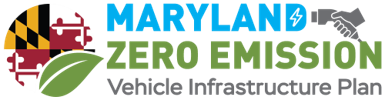 MARYLAND
ZERO EMISSION
Vehicle Infrastructure Plan